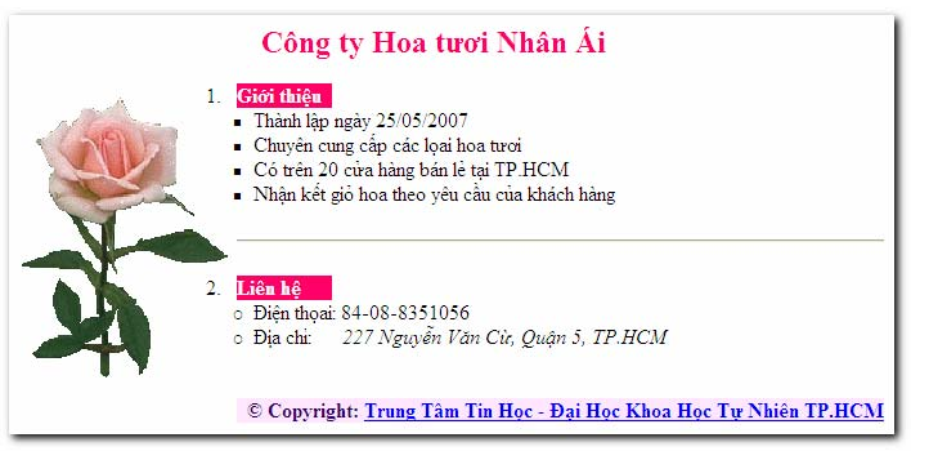 Công ty Hoa tươi Nhân Ái
1. Giới thiệu
▪ Thành lập ngày 25/05/2007
▪ Chuyên cung cấp các lọai hoa tươi
▪ Có trên 20 cửa hàng bán lẻ tại TP.HCM
▪ Nhận kết giỏ hoa theo yêu cầu của khách hàng
2. Liên hệ
○ Điện thọai: 84-08-8351056
○ Địa chỉ: 227 Nguyễn Văn Cừ, Quận 5, TP.HCM
© Copyright: Trung Tâm Tin Học - Đại Học Khoa Học Tự Nhiên TP.HCM